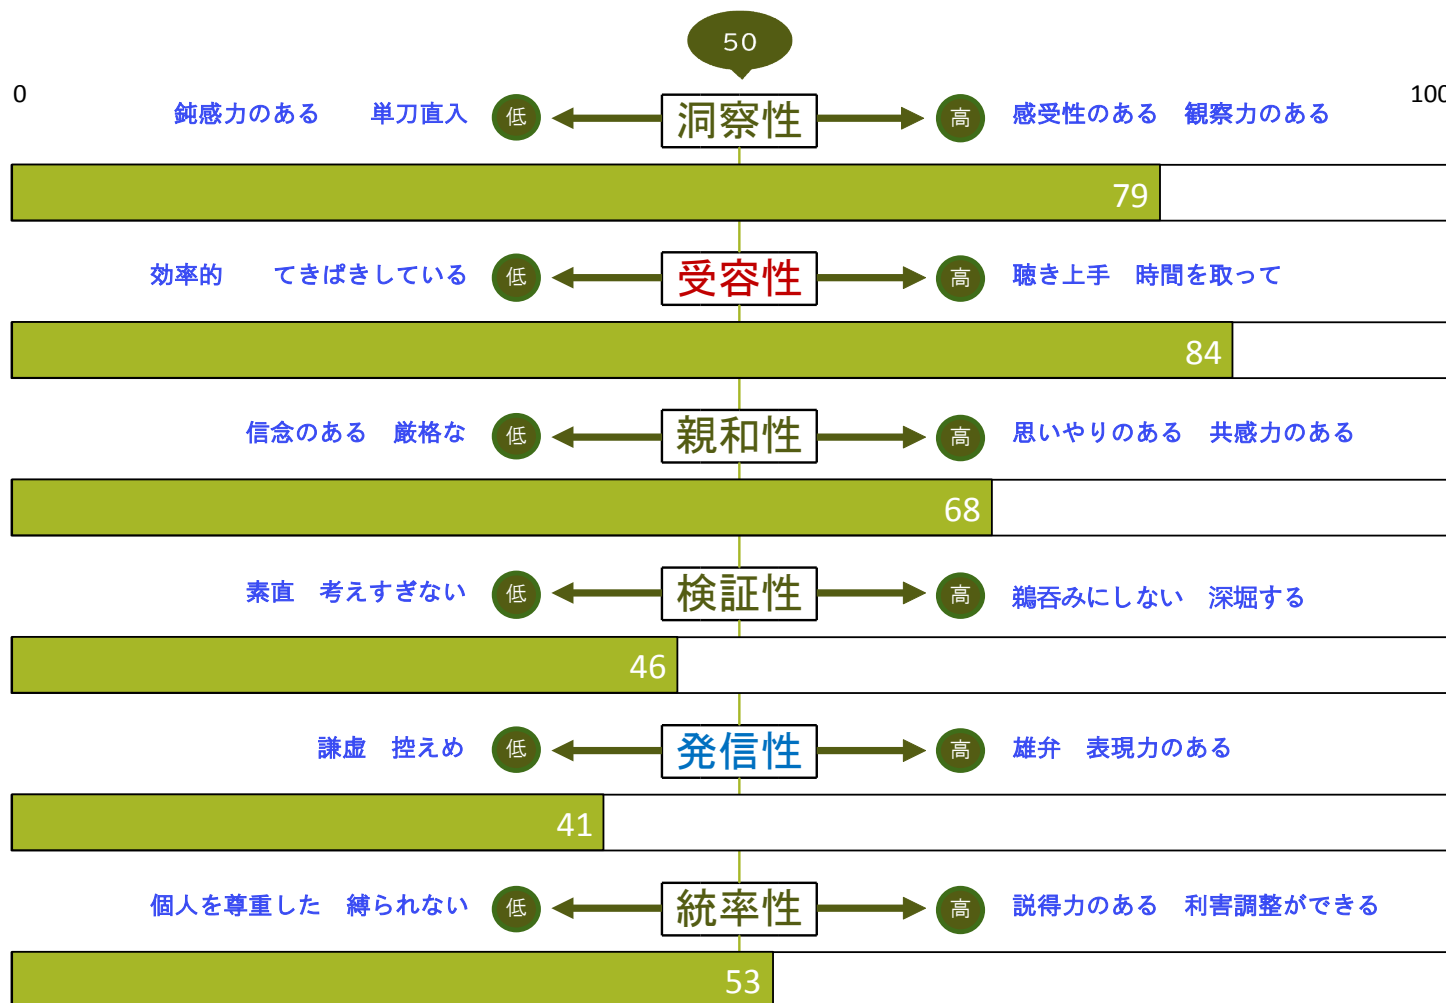 50
0
100
鈍感力のある　単刀直入　低　洞察性　高　感受性のある　観察力のある
79
効率的　てきぱきしている　低　受容性　高　聴き上手　時間を取って
84
信念のある　厳格な　低　親和性　高　思いやりのある　共感力のある
68
素直　考えすぎない　低　検証性　高　鵜呑みにしない　深堀する
46
謙虚　控えめ　低　発信性　高　雄弁　表現力のある
41
個人を尊重した　縛られない　低　統率性　高　説得力のある　利害調整ができる
53